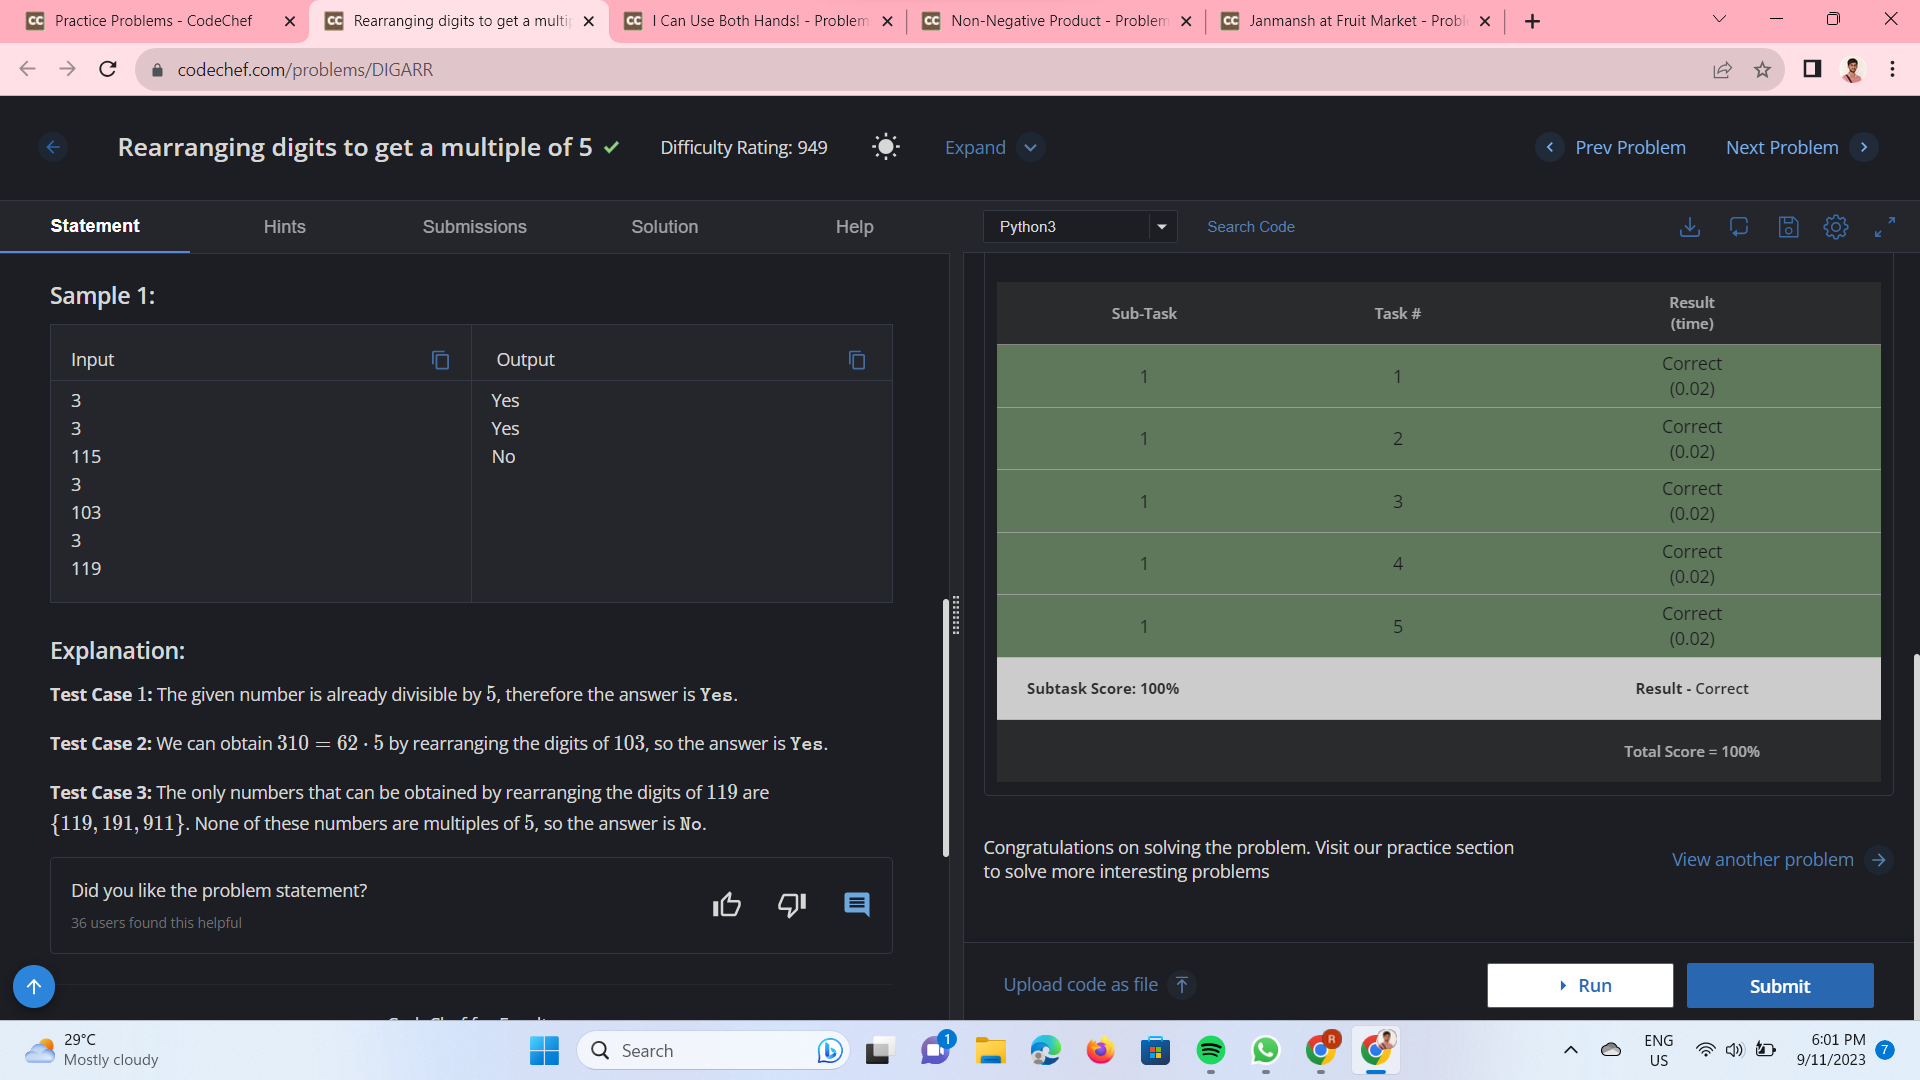 Practice Problems - CodeChef
Rearranging digits to get a multip
I Can Use Both Hands! - Problem
Non-Negative Product - Problem
Janmansh at Fruit Market - Probl
codechef.com/problems/DIGARR
Rearranging digits to get a multiple of 5
Difficulty Rating: 949
Expand
Prev Problem
Next Problem
Statement
Hints
Submissions
Solution
Help
Python3
Search Code
Sample 1:
Input
Output
3
3
115
3
103
3
119
Yes
Yes
No
Explanation:
Test Case 1: The given number is already divisible by 5, therefore the answer is Yes.
Test Case 2: We can obtain 310 = 62 · 5 by rearranging the digits of 103, so the answer is Yes.
Test Case 3: The only numbers that can be obtained by rearranging the digits of 119 are
{119, 191, 911}. None of these numbers are multiples of 5, so the answer is No.
Did you like the problem statement?
36 users found this helpful
Sub-Task Task # Result
(time)
1 1 Correct
(0.02)
1 2 Correct
(0.02)
1 3 Correct
(0.02)
1 4 Correct
(0.02)
1 5 Correct
(0.02)
Subtask Score: 100% Result - Correct
Total Score = 100%
Congratulations on solving the problem. Visit our practice section
to solve more interesting problems
View another problem
Upload code as file
Run
Submit
29°C
Mostly cloudy
Search
1
R
ENG
US
6:01 PM
9/11/2023
7